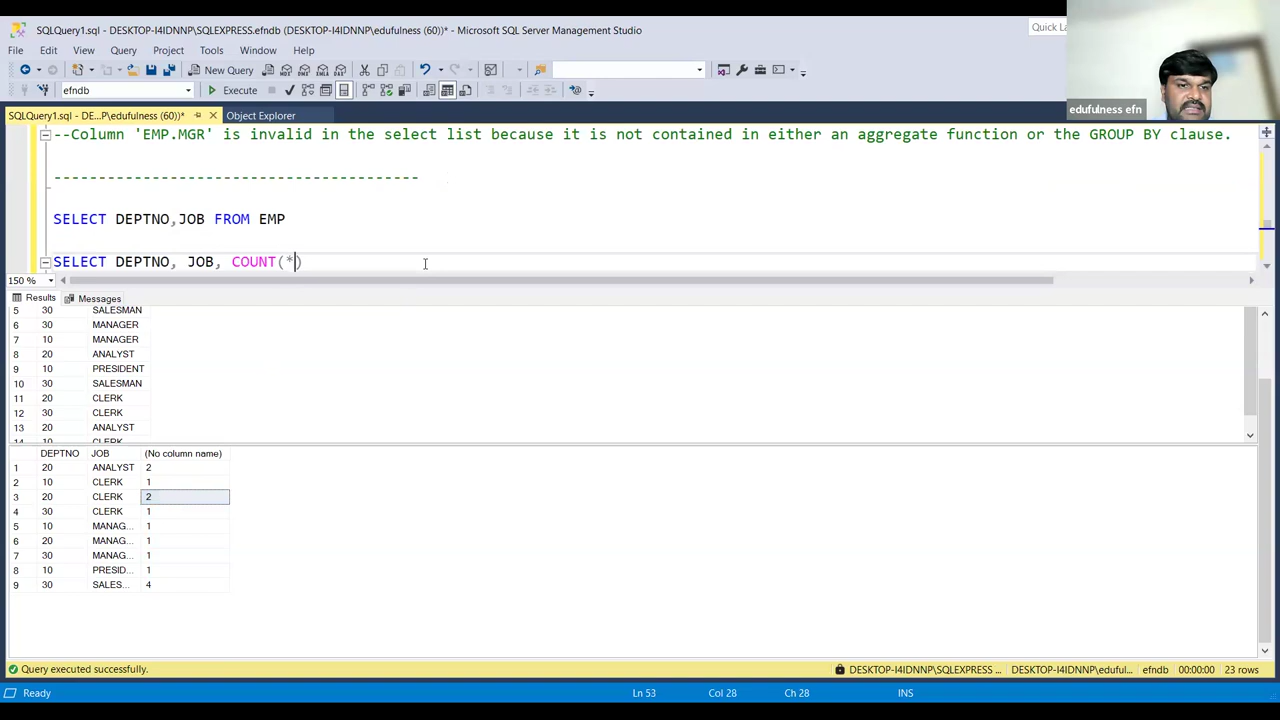 SQLQuery1.sql - DESKTOP-I4IDNNP\SQLEXPRESS.efndb (DESKTOP-I4IDNNP\edufulness (60))* - Microsoft SQL Server Management Studio
Quick La
File Edit View Query Project Tools Window Help
New Query
MDX DMX XMLA DAX
efndb
Execute
edufulness efn
SQLQuery1.sql - DE...P\edufulness (60))*
Object Explorer
--Column 'EMP.MGR' is invalid in the select list because it is not contained in either an aggregate function or the GROUP BY clause.
-----------------------------------------
SELECT DEPTNO,JOB FROM EMP
SELECT DEPTNO, JOB, COUNT(*)
150 %
Results Messages
5 30 SALESMAN
6 30 MANAGER
7 10 MANAGER
8 20 ANALYST
9 10 PRESIDENT
10 30 SALESMAN
11 20 CLERK
12 30 CLERK
13 20 ANALYST
14 10 CLERK
DEPTNO JOB (No column name)
1 20 ANALYST 2
2 10 CLERK 1
3 20 CLERK 2
4 30 CLERK 1
5 10 MANAG... 1
6 20 MANAG... 1
7 30 MANAG... 1
8 10 PRESID... 1
9 30 SALES... 4
Query executed successfully.
DESKTOP-I4IDNNP\SQLEXPRESS ... DESKTOP-I4IDNNP\eduful... efndb 00:00:00 23 rows
Ready Ln 53 Col 28 Ch 28 INS